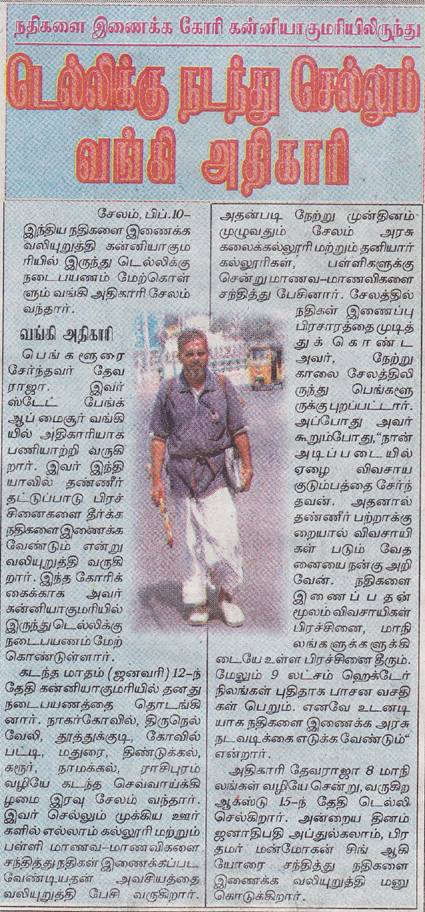 நதிகளை இணைக்க கோரி கன்னியாகுமரியிலிருந்து
டெல்லிக்கு நடந்து செல்லும்
வங்கி அதிகாரி
சேலம், பிப்.10–
இந்திய நதிகளை இணைக்க
வலியுறுத்தி கன்னியாகும
ரியில் இருந்து டெல்லிக்கு
நடைபயணம் மேற்கொள்
ளும் வங்கி அதிகாரி சேலம்
வந்தார்.
வங்கி அதிகாரி
பெங்களூரை
சேர்ந்தவர் தேவ
ராஜா. இவர்
ஸ்டேட் பேங்க்
ஆப் மைசூர் வங்கி
யில் அதிகாரியாக
பணியாற்றி வருகி
றார். இவர் இந்தி
யாவில் தண்ணீர்
தட்டுப்பாடு பிரச்
சினைகளை தீர்க்க
நதிகளை இணைக்க
வேண்டும் என்று
வலியுறுத்தி வருகி
றார். இந்த கோரிக்
கைக்காக அவர்
கன்னியாகுமரியில்
இருந்து டெல்லிக்கு
நடைபயணம் மேற்
கொண்டுள்ளார்.
கடந்த மாதம் (ஜனவரி) 12–ந்
தேதி கன்னியாகுமரியில் தனது
நடைபயணத்தை தொடங்கி
னார். நாகர்கோவில், திருநெல்
வேலி, தூத்துக்குடி, கோவில்
பட்டி, மதுரை, திண்டுக்கல்,
கரூர், நாமக்கல், ராசிபுரம்
வழியே கடந்த செவ்வாய்க்கி
ழமை இரவு சேலம் வந்தார்.
இவர் செல்லும் முக்கிய ஊர்
களில் எல்லாம் கல்லூரி மற்றும்
பள்ளி மாணவ–மாணவிகளை
சந்தித்து நதிகள் இணைக்கப்பட
வேண்டியதன் அவசியத்தை
வலியுறுத்தி பேசி வருகிறார்.
அதன்படி நேற்று முன்தினம்
முழுவதும் சேலம் அரசு
கலைக்கல்லூரி மற்றும் தனியார்
கல்லூரிகள், பள்ளிகளுக்கு
சென்று மாணவ–மாணவிகளை
சந்தித்து பேசினார். சேலத்தில்
நதிகள் இணைப்பு
பிரசாரத்தை முடித்
துக் கொண்ட
அவர், நேற்று
காலை சேலத்திலி
ருந்து பெங்களூ
ருக்கு புறப்பட்டார்.
அப்போது அவர்
கூறும்போது,"நான்
அடிப்படையில்
ஏழை விவசாய
குடும்பத்தை சேர்ந்
தவன். அதனால்
தண்ணீர் பற்றாக்கு
றையால் விவசாயி
கள் படும் வேத
னையை நன்கு அறி
வேன். நதிகளை
இணைப்பதன்
மூலம் விவசாயிகள்
பிரச்சினை, மாநி
லங்களுக்களுக்கி
டையே உள்ள பிரச்சினை தீரும்.
மேலும் 9 லட்சம் ஹெக்டேர்
நிலங்கள் புதிதாக பாசன வசதி
கள் பெறும். எனவே உடனடி
யாக நதிகளை இணைக்க அரசு
நடவடிக்கை எடுக்க வேண்டும்"
என்றார்.
அதிகாரி தேவராஜா 8 மாநி
லங்கள் வழியே சென்று, வருகிற
ஆகஸ்டு 15–ந் தேதி டெல்லி
செல்கிறார். அன்றைய தினம்
ஜனாதிபதி அப்துல்கலாம், பிர
தமர் மன்மோகன் சிங் ஆகி
யோரை சந்தித்து நதிகளை
இணைக்க வலியுறுத்தி மனு
கொடுக்கிறார்.